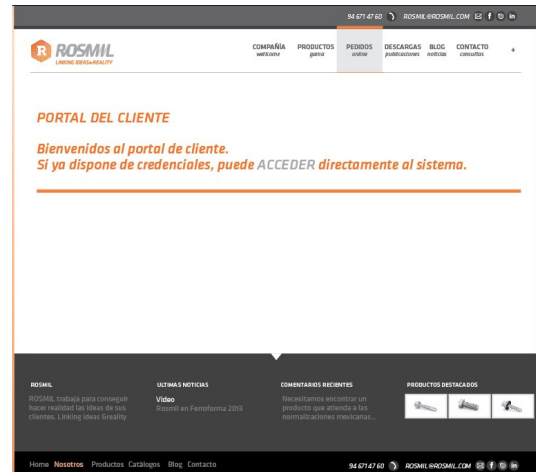 94 671 47 60 ROSMIL@ROSMIL.COM
R ROSMIL
LINKING IDEAS&REALITY
COMPAÑÍA PRODUCTOS PEDIDOS DESCARGAS BLOG CONTACTO +
welcome gama online publicaciones noticias consultas
PORTAL DEL CLIENTE
Bienvenidos al portal de cliente.
Si ya dispone de credenciales, puede ACCEDER directamente al sistema.
ROSMIL
ROSMIL trabaja para conseguir
hacer realidad las ideas de sus
clientes. Linking Ideas &reality
ULTIMAS NOTICIAS
Video
Rosmil en Ferroforma 2013
COMENTARIOS RECIENTES
Necesitamos encontrar un
producto que atienda a las
normalizaciones mexicanas...
PRODUCTOS DESTACADOS
Home Nosotros Productos Catálogos Blog Contacto
94 671 47 60 ROSMIL@ROSMIL.COM